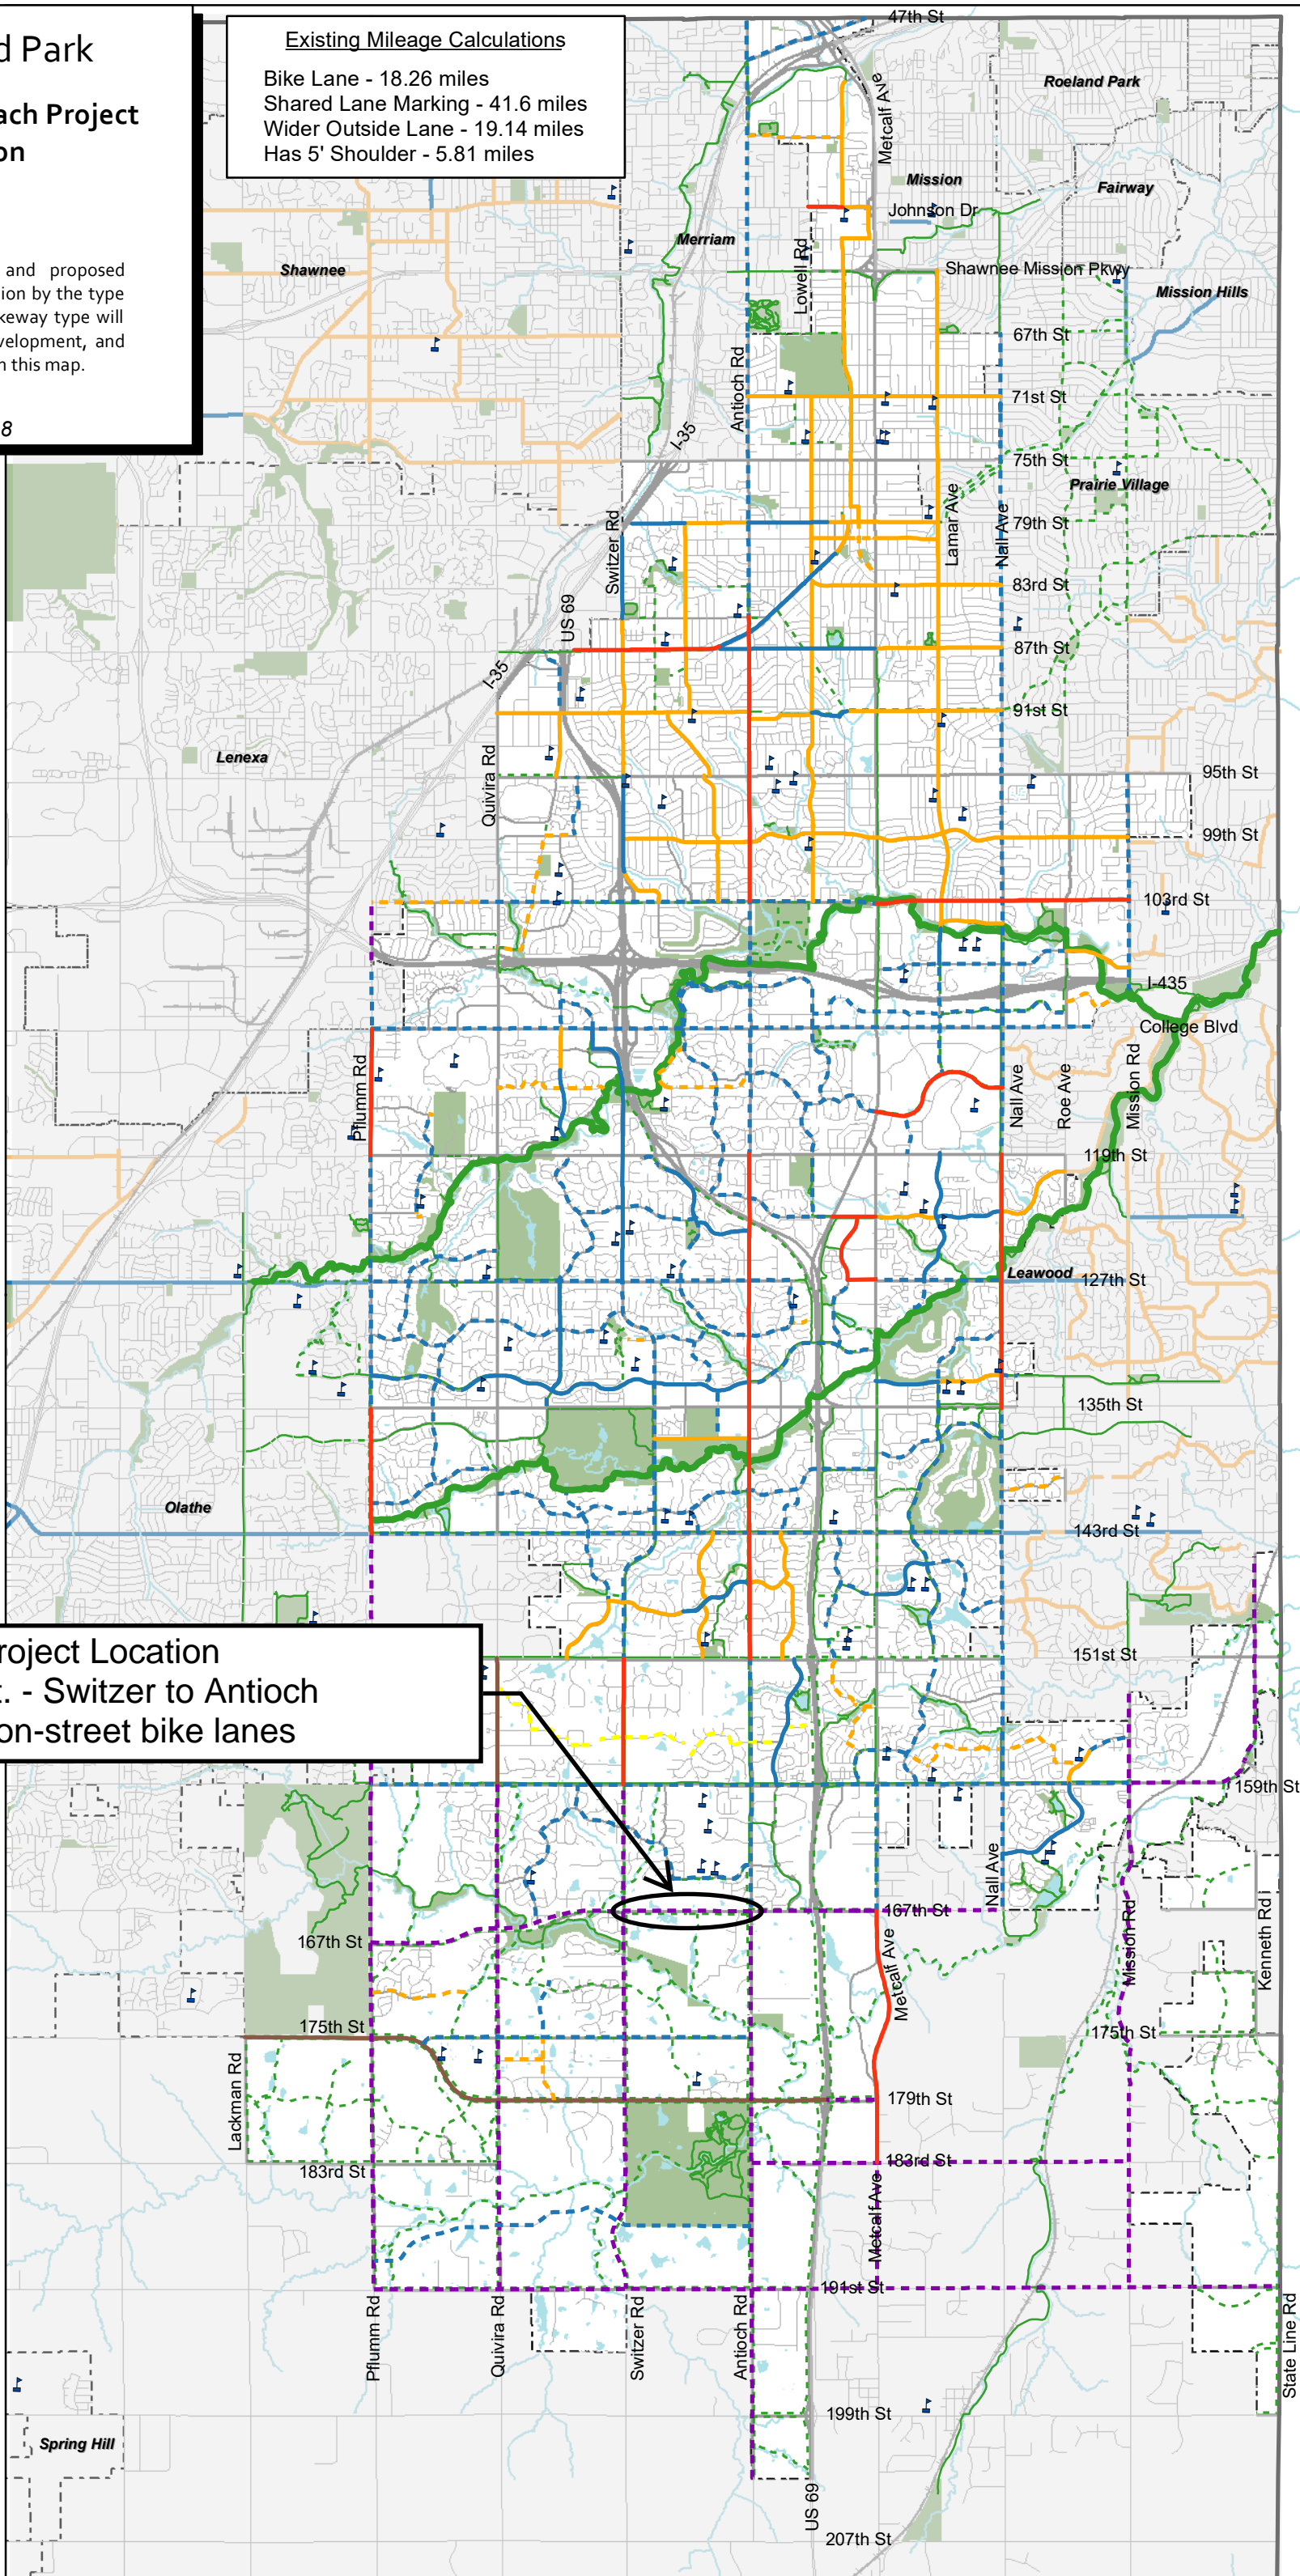 d Park
ach Project
on
and proposed
ion by the type
keway type will
velopment, and
n this map.
8
Existing Mileage Calculations
Bike Lane - 18.26 miles
Shared Lane Marking - 41.6 miles
Wider Outside Lane - 19.14 miles
Has 5' Shoulder - 5.81 miles
47th St
Roeland Park
Metcalf Ave
Mission
Fairway
Johnson Dr
Merriam
Lowell Rd
Shawnee
Shawnee Mission Pkwy
Mission Hills
67th St
Antioch Rd
71st St
I-35
75th St
Prairie Village
Switzer Rd
Lamar Ave
Nall Ave
79th St
83rd St
US 69
87th St
I-35
91st St
Lenexa
Quivira Rd
95th St
99th St
103rd St
I-435
College Blvd
Pflumm Rd
Nall Ave
Roe Ave
Mission Rd
119th St
Leawood
127th St
135th St
Olathe
143rd St
roject Location
t. - Switzer to Antioch
on-street bike lanes
151st St
159th St
Nall Ave
167th St
167th St
Metcalf Ave
Mission Rd
Kenneth Rd
175th St
175th St
Lackman Rd
179th St
183rd St
183rd St
Metcalf Ave
191st St
Pflumm Rd
Quivira Rd
Switzer Rd
Antioch Rd
State Line Rd
199th St
Spring Hill
US 69
207th St